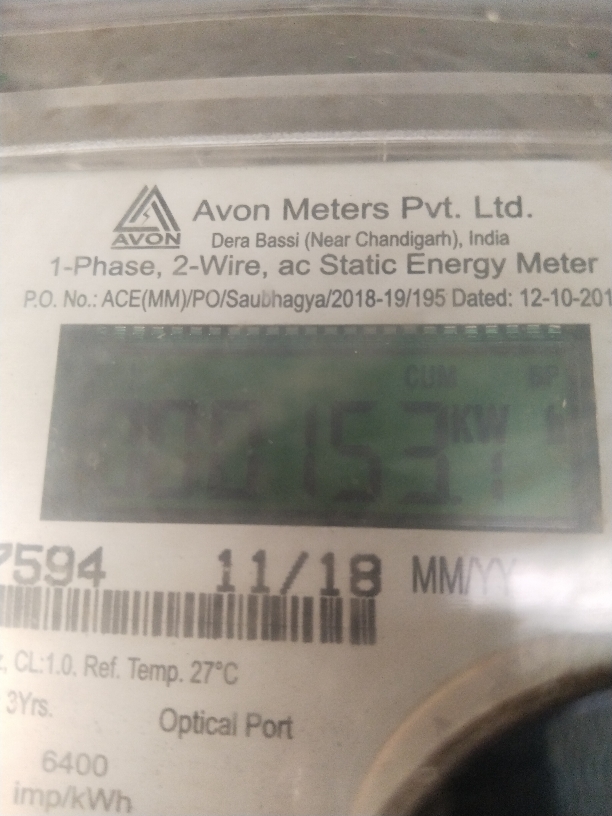 Avon Meters Pvt. Ltd.
AVON
Dera Bassi (Near Chandigarh), India
1-Phase, 2-Wire, ac Static Energy Meter
P.O. No.: ACE(MM)/PO/Saubhagya/2018-19/195 Dated: 12-10-201
CUM
KW
7594 11/18 MM/YY
CL:1.0. Ref. Temp. 27°C
3Yrs. Optical Port
6400
imp/kWh